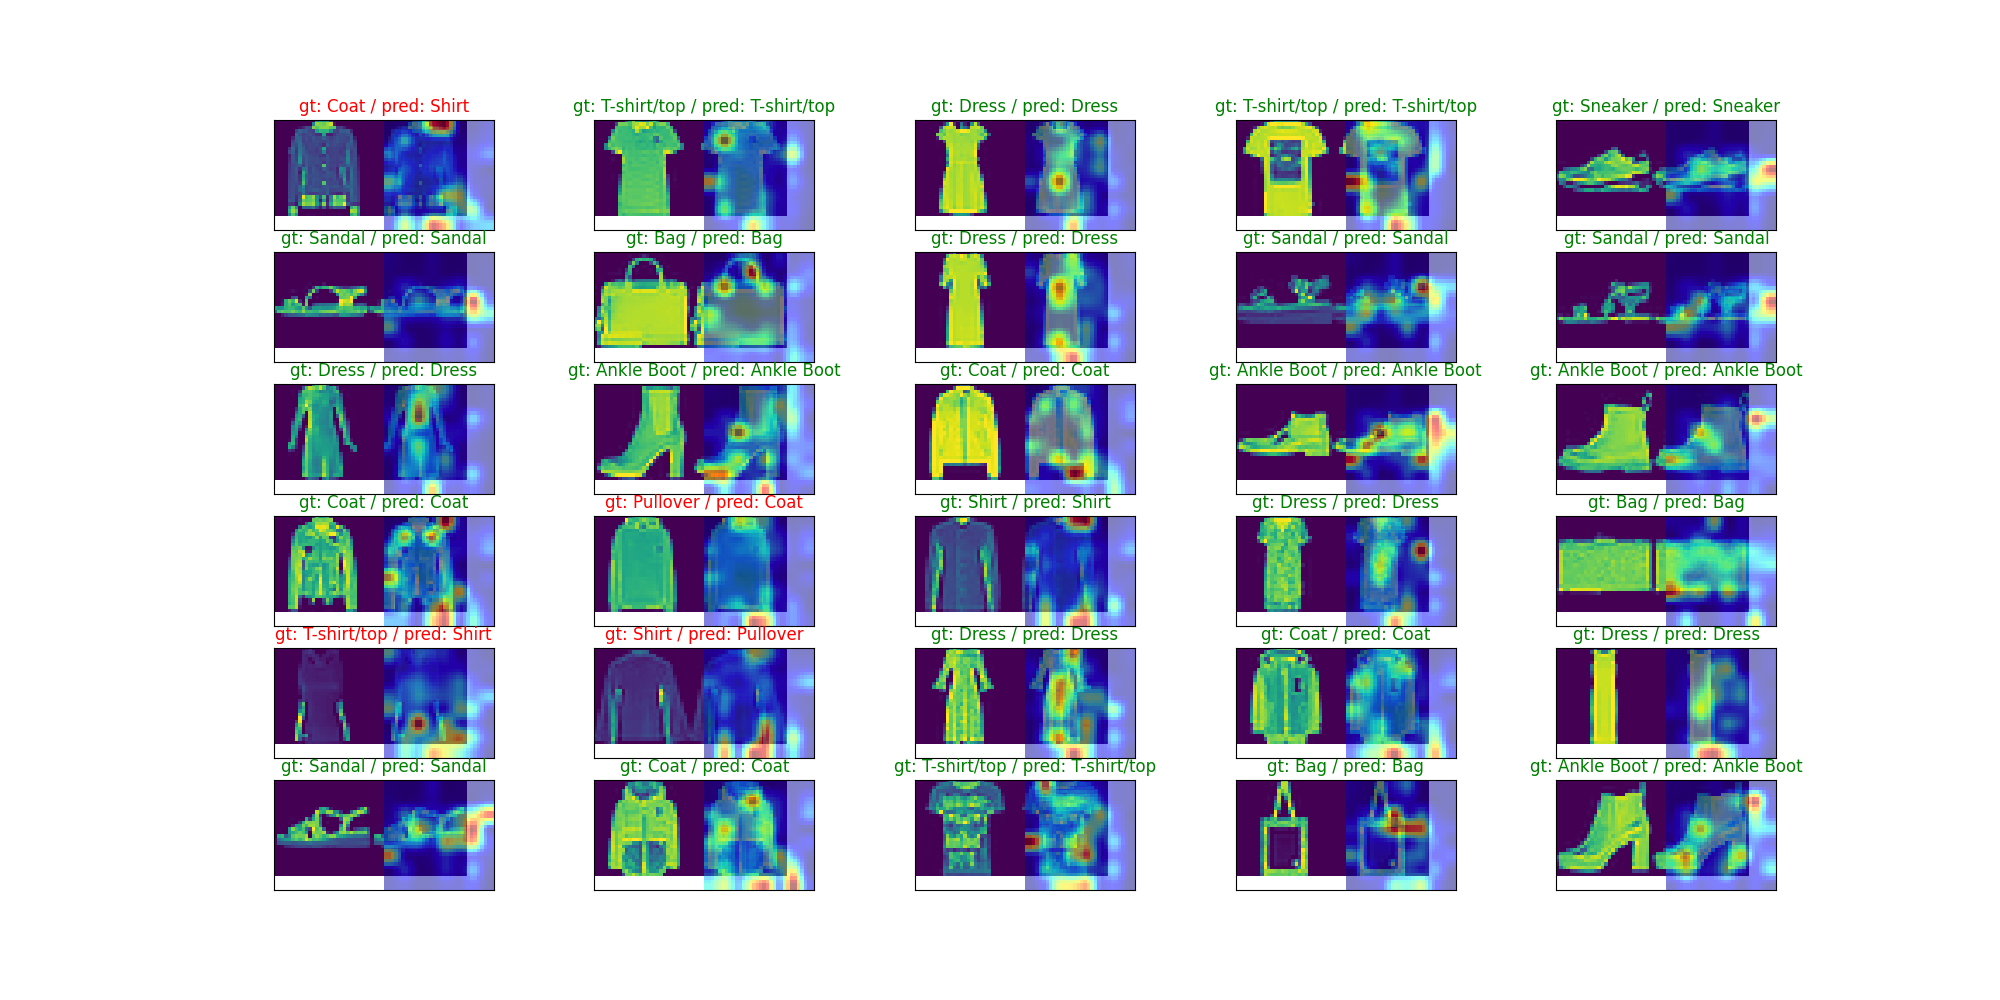 gt: Coat / pred: Shirt
gt: T-shirt/top / pred: T-shirt/top
gt: Dress / pred: Dress
gt: T-shirt/top / pred: T-shirt/top
gt: Sneaker / pred: Sneaker
gt: Sandal / pred: Sandal
gt: Bag / pred: Bag
gt: Dress / pred: Dress
gt: Sandal / pred: Sandal
gt: Sandal / pred: Sandal
gt: Dress / pred: Dress
gt: Ankle Boot / pred: Ankle Boot
gt: Coat / pred: Coat
gt: Ankle Boot / pred: Ankle Boot
gt: Ankle Boot / pred: Ankle Boot
gt: Coat / pred: Coat
gt: Pullover / pred: Coat
gt: Shirt / pred: Shirt
gt: Dress / pred: Dress
gt: Bag / pred: Bag
gt: T-shirt/top / pred: Shirt
gt: Shirt / pred: Pullover
gt: Dress / pred: Dress
gt: Coat / pred: Coat
gt: Dress / pred: Dress
gt: Sandal / pred: Sandal
gt: Coat / pred: Coat
gt: T-shirt/top / pred: T-shirt/top
gt: Bag / pred: Bag
gt: Ankle Boot / pred: Ankle Boot